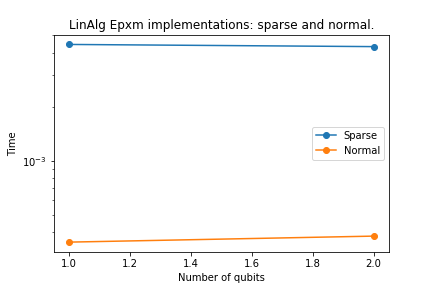 LinAlg Epxm implementations: sparse and normal.
Time
10⁻³
Sparse
Normal
1.0 1.2 1.4 1.6 1.8 2.0
Number of qubits